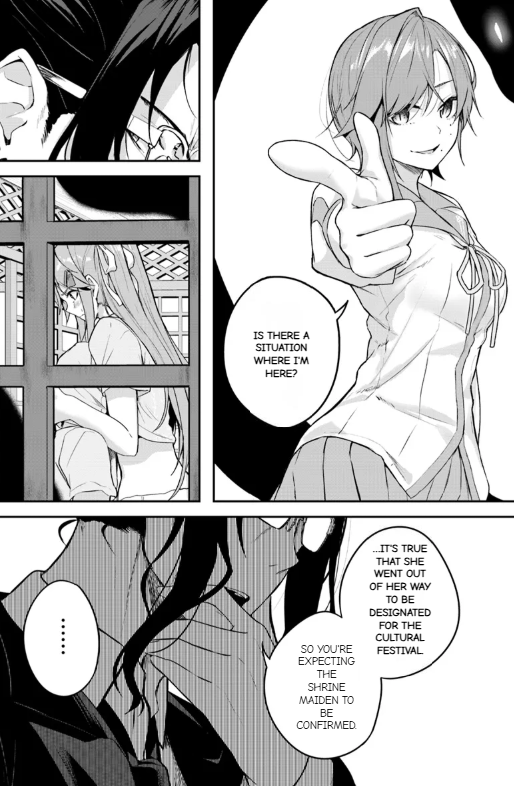 IS THERE A
SITUATION
WHERE I'M
HERE?
...IT'S TRUE
THAT SHE
WENT OUT
OF HER WAY
TO BE
DESIGNATED
FOR THE
CULTURAL
FESTIVAL.
SO YOU'RE
EXPECTING
THE
SHRINE
MAIDEN TO
BE
CONFIRMED.
......